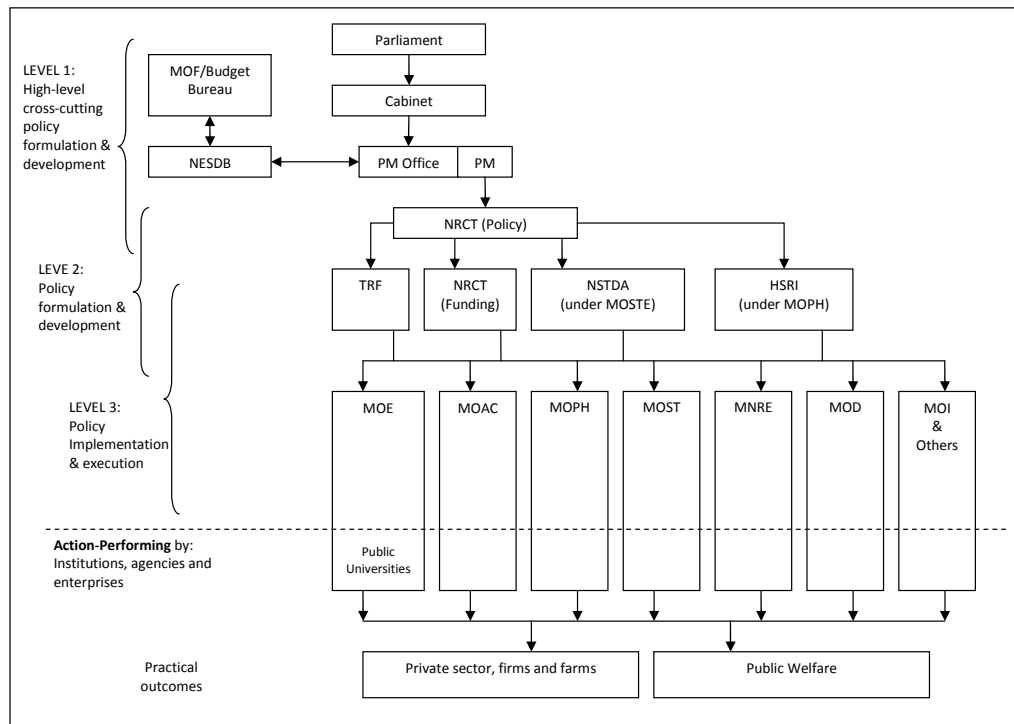 Parliament
LEVEL 1:
High-level
cross-cutting
policy
formulation &
development
MOF/Budget
Bureau
Cabinet
NESDB
PM Office
PM
NRCT (Policy)
LEVE 2:
Policy
formulation &
development
TRF
NRCT
(Funding)
NSTDA
(under MOSTE)
HSRI
(under MOPH)
LEVEL 3:
Policy
Implementation
& execution
MOE
MOAC
MOPH
MOST
MNRE
MOD
MOI
&
Others
Action-Performing by:
Institutions, agencies and
enterprises
Public
Universities
Practical
outcomes
Private sector, firms and farms
Public Welfare